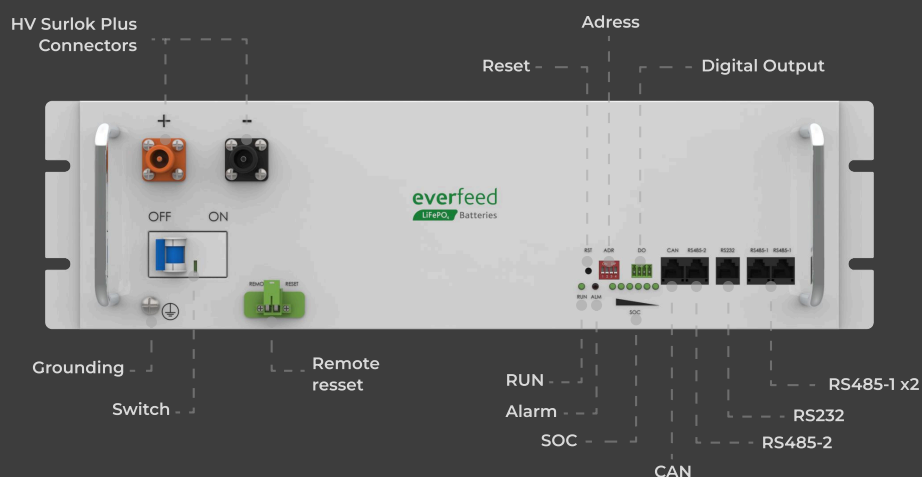 HV Surlok Plus
Connectors
Adress
Reset
Digital Output
+
-
everfeed
LiFePO₄ Batteries
OFF ON
RST ADR DO CAN RS485-2 RS232 RS485-1 RS485-1
REMO RESET
RUN ALM
SOC
Grounding
Remote
resset
Switch
RUN
Alarm
SOC
CAN
RS485-2
RS232
RS485-1 x2